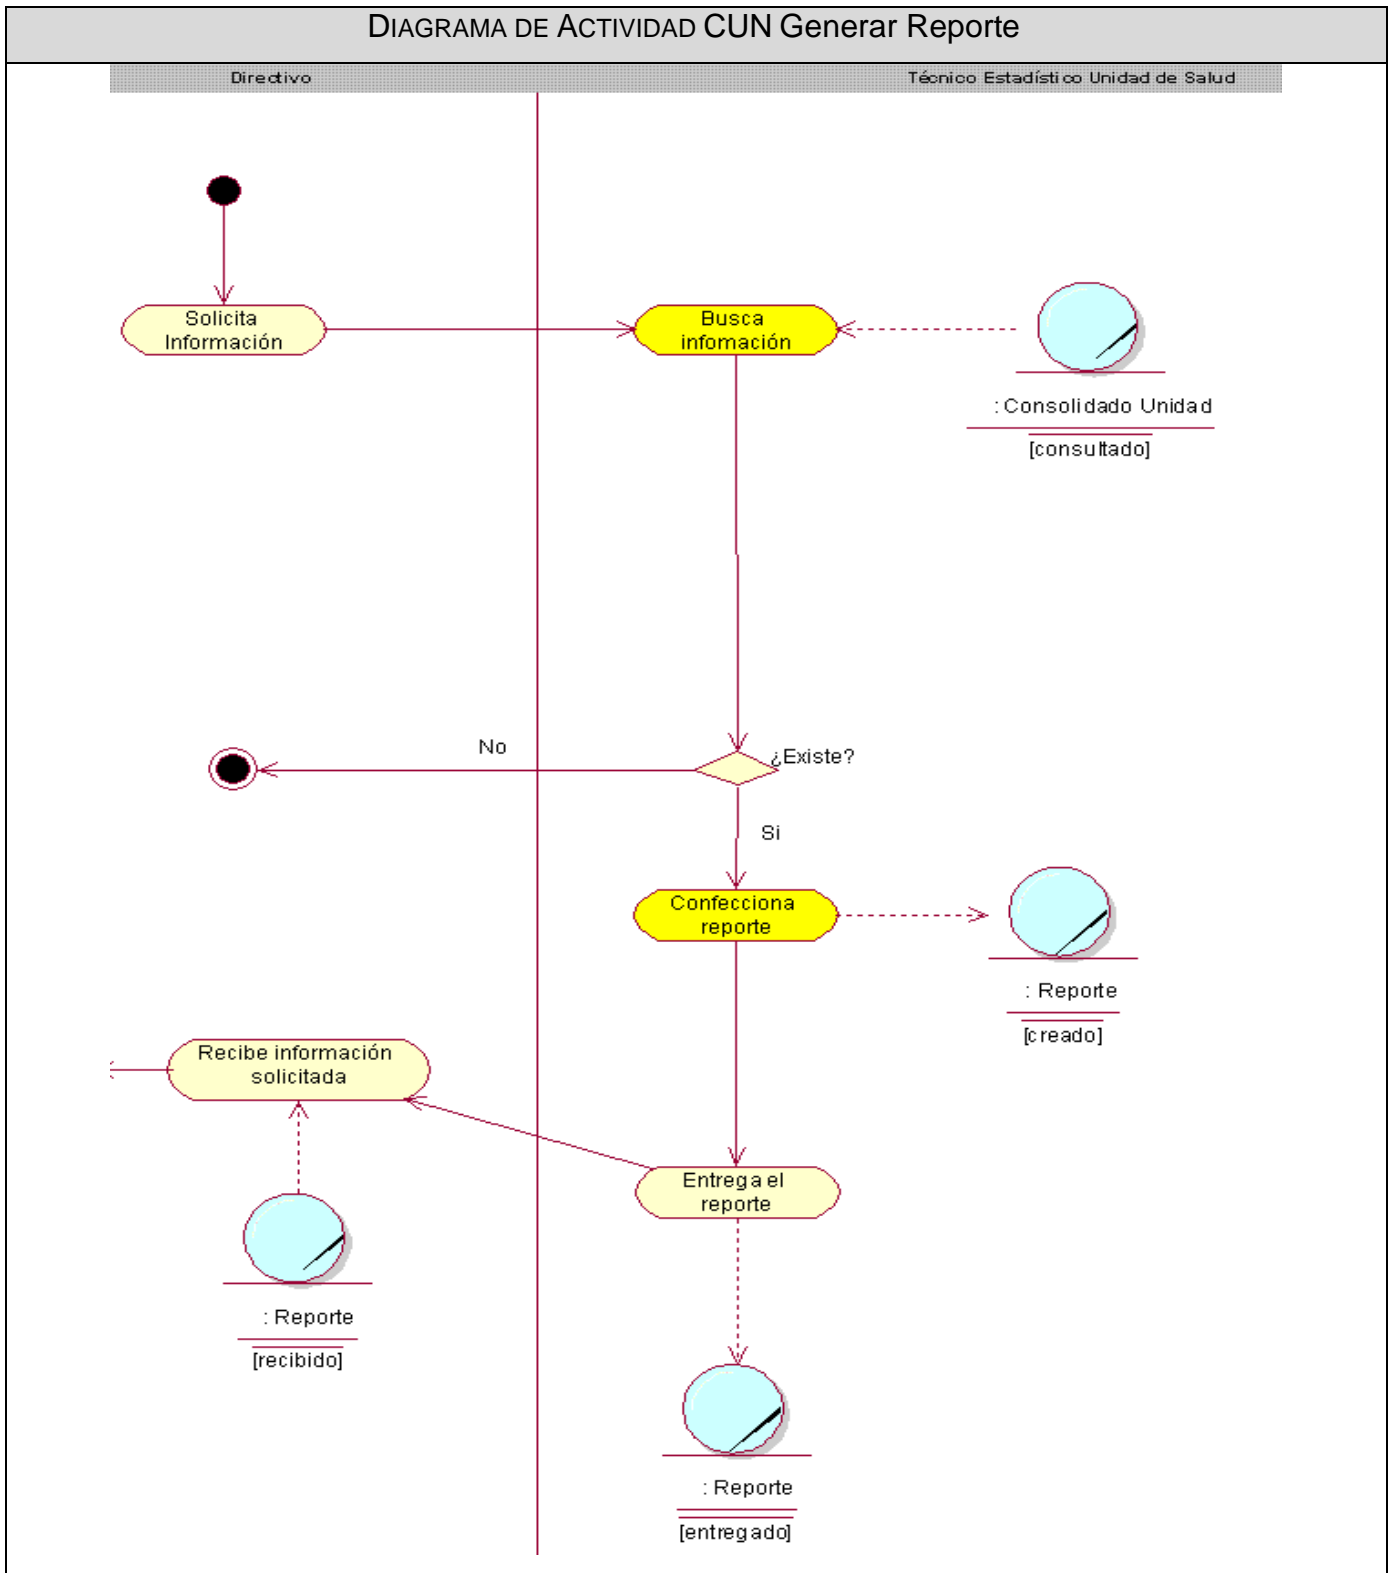 DIAGRAMA DE ACTIVIDAD CUN Generar Reporte
Directivo
Técnico Estadístico Unidad de Salud
Solicita
Información
Busca
infomación
: Consolidado Unidad
[consultado]
No
¿Existe?
Si
Confecciona
reporte
: Reporte
[creado]
Recibe información
solicitada
Entrega el
reporte
: Reporte
[recibido]
: Reporte
[entregado]